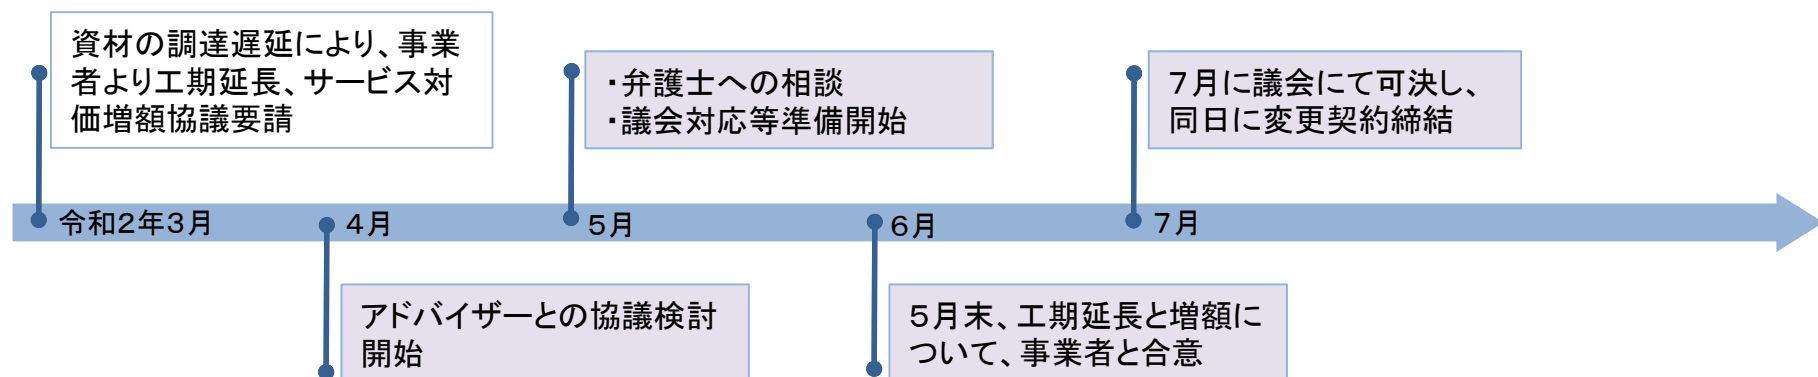 資材の調達遅延により、事業
者より工期延長、サービス対
価増額協議要請
・弁護士への相談
・議会対応等準備開始
７月に議会にて可決し、
同日に変更契約締結
令和２年３月
４月
５月
６月
７月
アドバイザーとの協議検討
開始
５月末、工期延長と増額に
ついて、事業者と合意